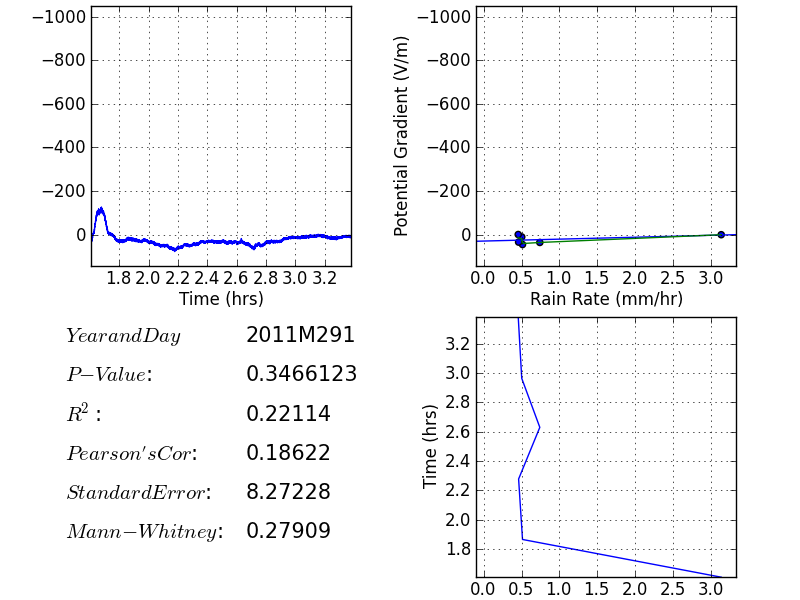 −1000
−800
−600
−400
−200
0
1.8 2.0 2.2 2.4 2.6 2.8 3.0 3.2
Time (hrs)
Potential Gradient (V/m)
−1000
−800
−600
−400
−200
0
0.0 0.5 1.0 1.5 2.0 2.5 3.0
Rain Rate (mm/hr)
YearandDay 2011M291
P−Value: 0.3466123
R²: 0.22114
Pearson'sCor: 0.18622
StandardError: 8.27228
Mann−Whitney: 0.27909
Time (hrs)
3.2
3.0
2.8
2.6
2.4
2.2
2.0
1.8
0.0 0.5 1.0 1.5 2.0 2.5 3.0